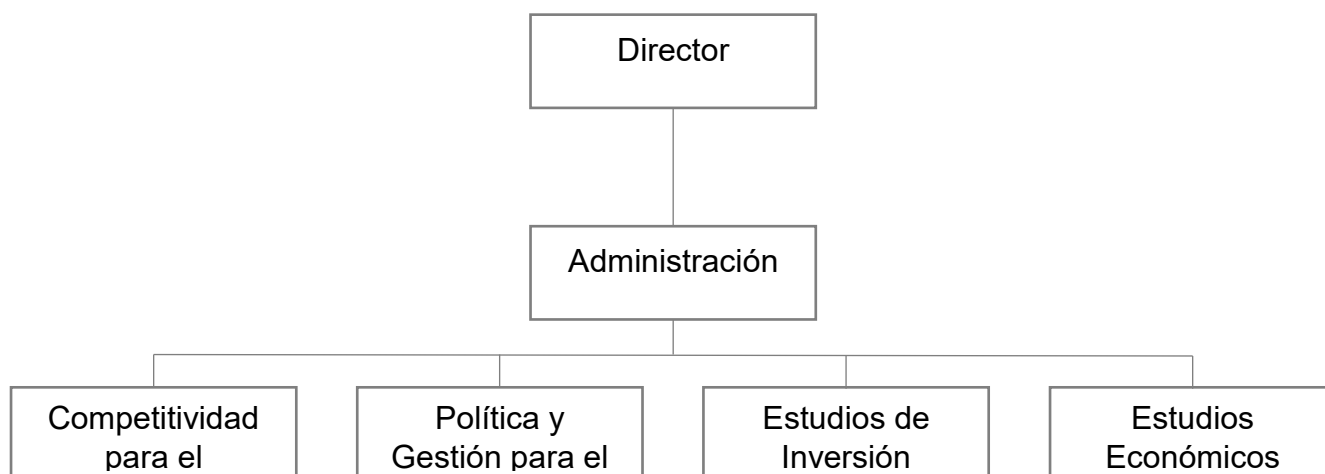 Director
Administración
Competitividad
para el
Política y
Gestión para el
Estudios de
Inversión
Estudios
Económicos